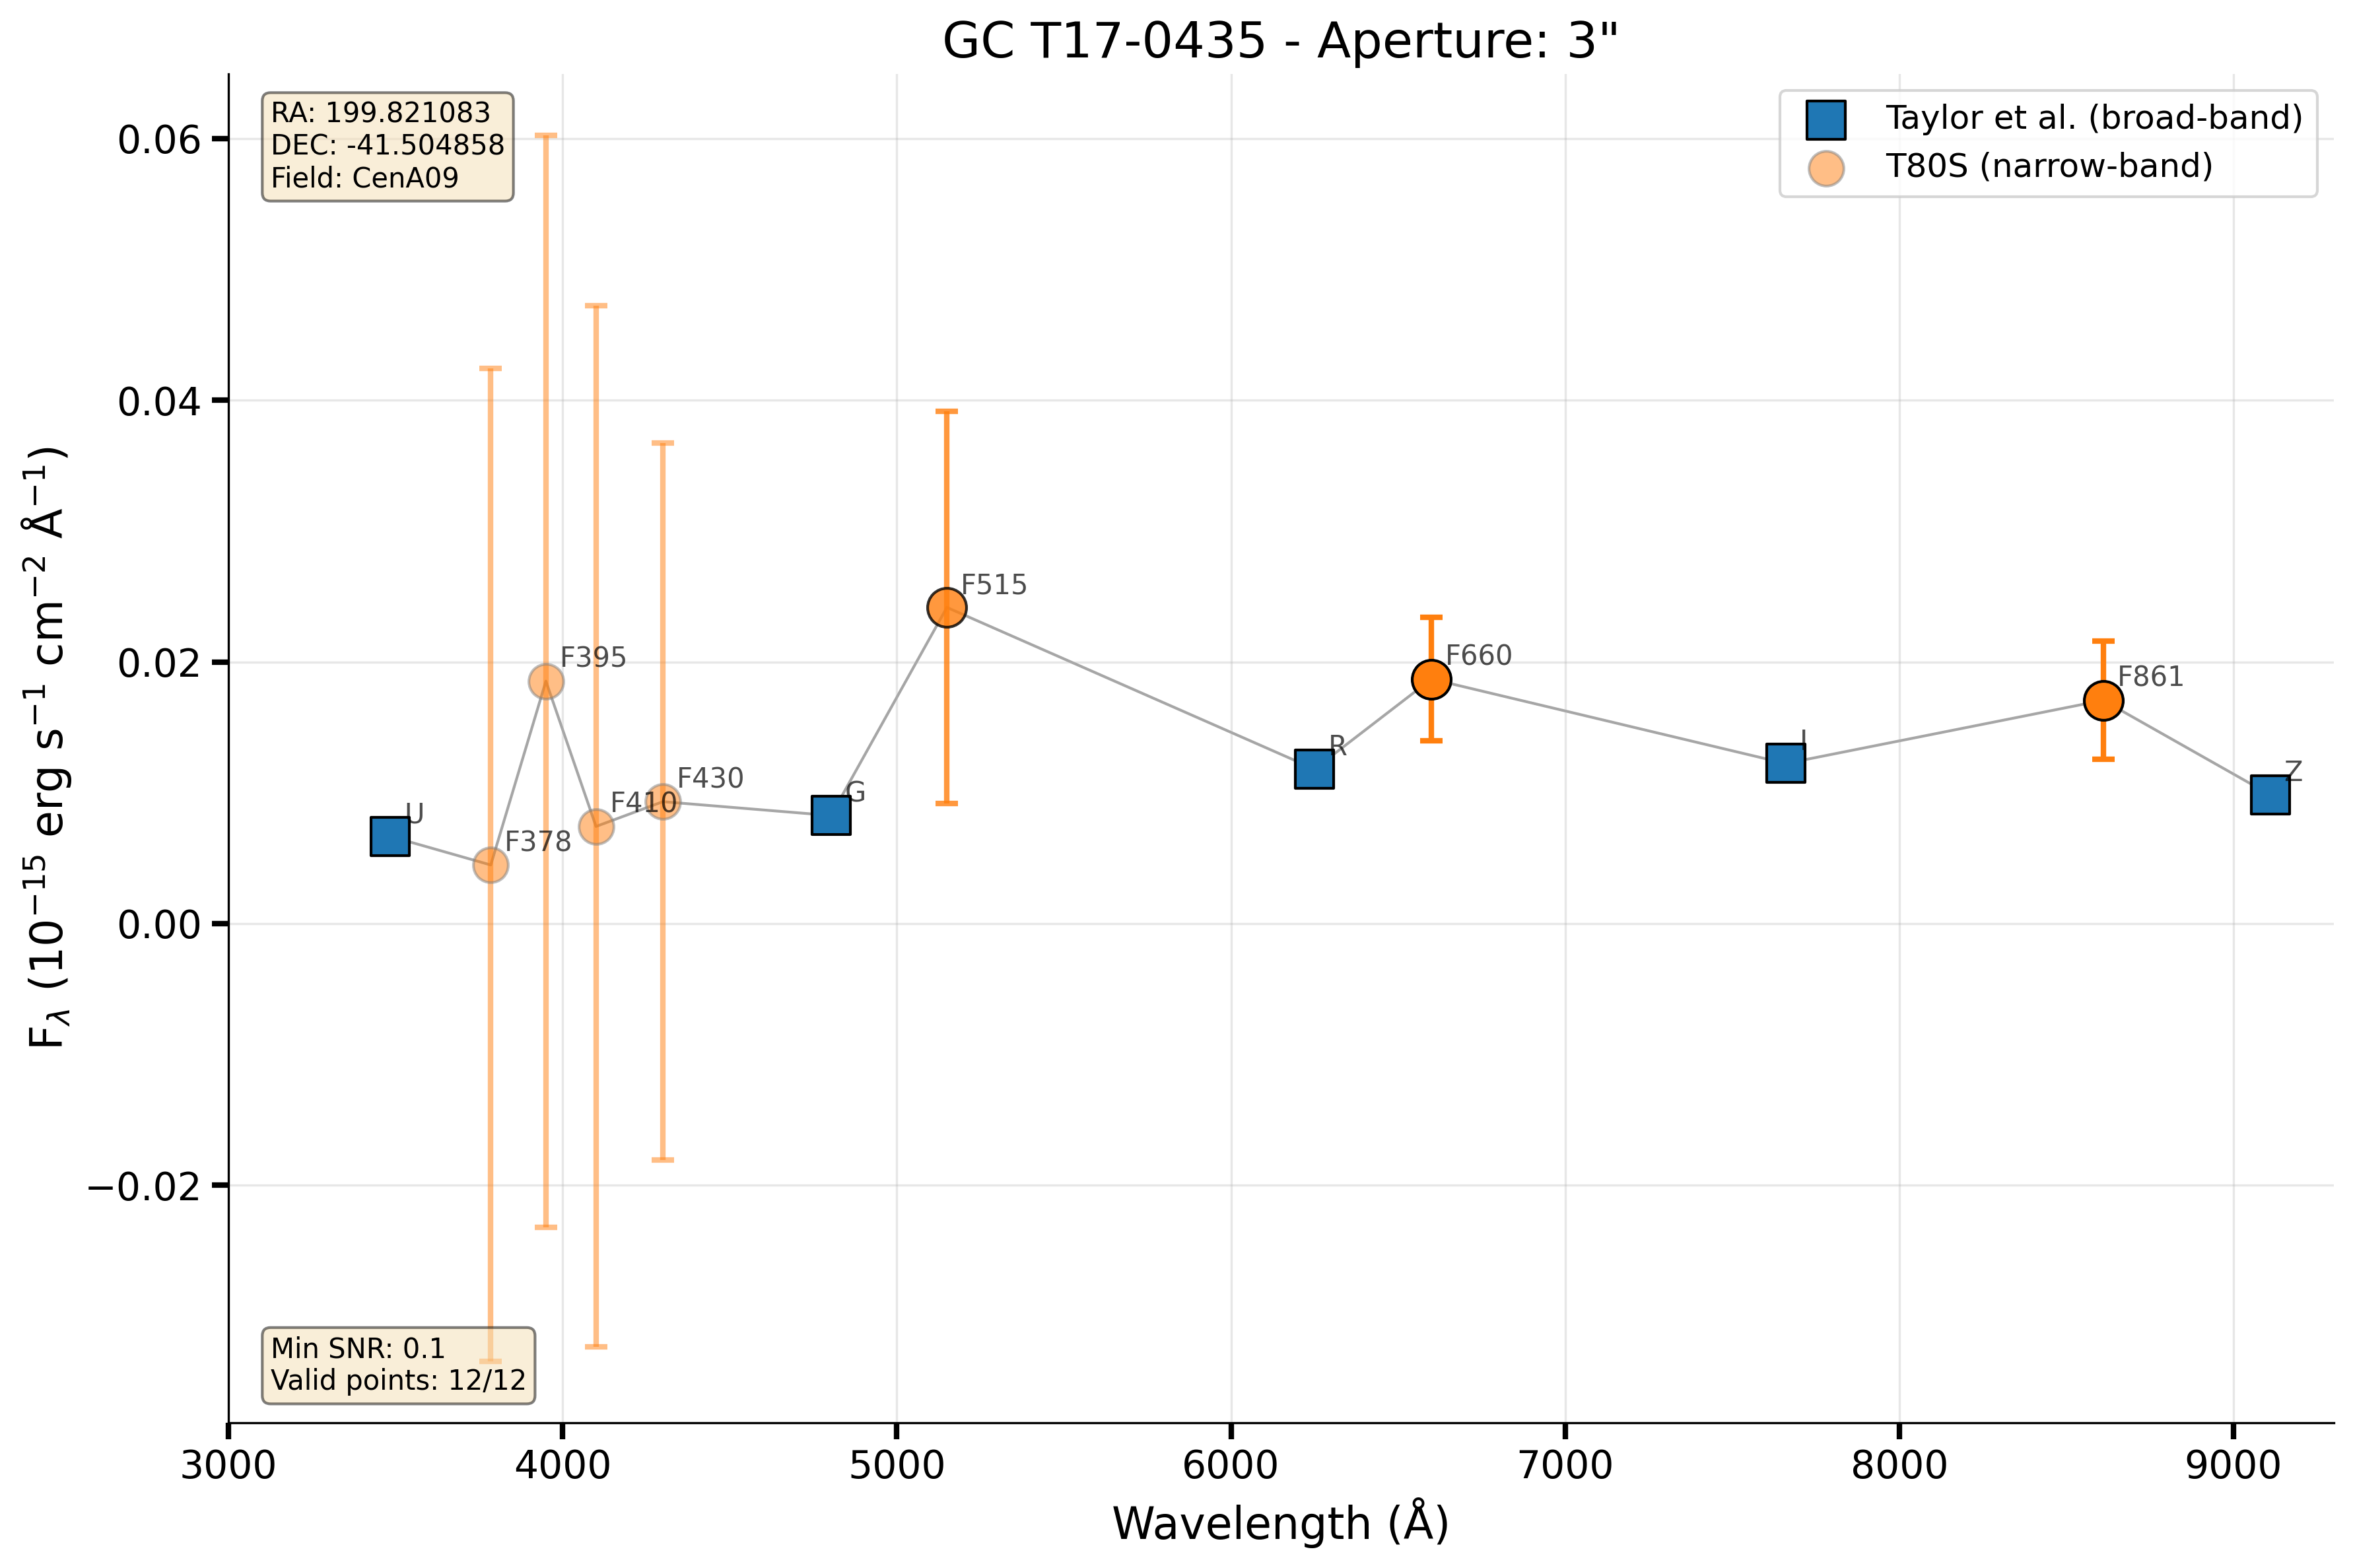 GC T17-0435 - Aperture: 3"
RA: 199.821083
DEC: -41.504858
Field: CenA09
Taylor et al. (broad-band)
T80S (narrow-band)
0.06
0.04
0.02
0.00
−0.02
F_λ (10⁻¹⁵ erg s⁻¹ cm⁻² Å⁻¹)
U
F378
F395
F410
F430
G
F515
R
F660
I
F861
Z
Min SNR: 0.1
Valid points: 12/12
3000 4000 5000 6000 7000 8000 9000
Wavelength (Å)